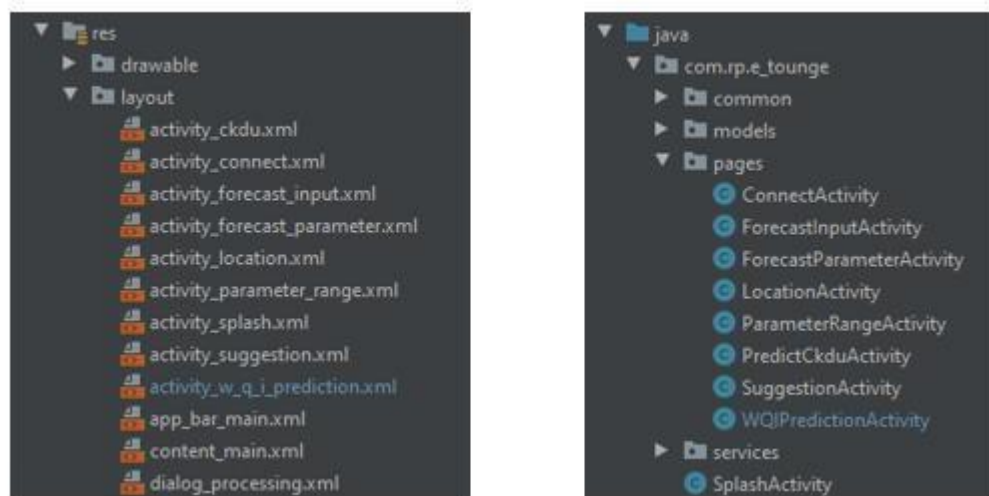 res
drawable
layout
activity_ckdu.xml
activity_connect.xml
activity_forecast_input.xml
activity_forecast_parameter.xml
activity_location.xml
activity_parameter_range.xml
activity_splash.xml
activity_suggestion.xml
activity_w_q_i_prediction.xml
app_bar_main.xml
content_main.xml
dialog_processing.xml
java
com.rp.e_tounge
common
models
pages
ConnectActivity
ForecastInputActivity
ForecastParameterActivity
LocationActivity
ParameterRangeActivity
PredictCkduActivity
SuggestionActivity
WQIPredictionActivity
services
SplashActivity